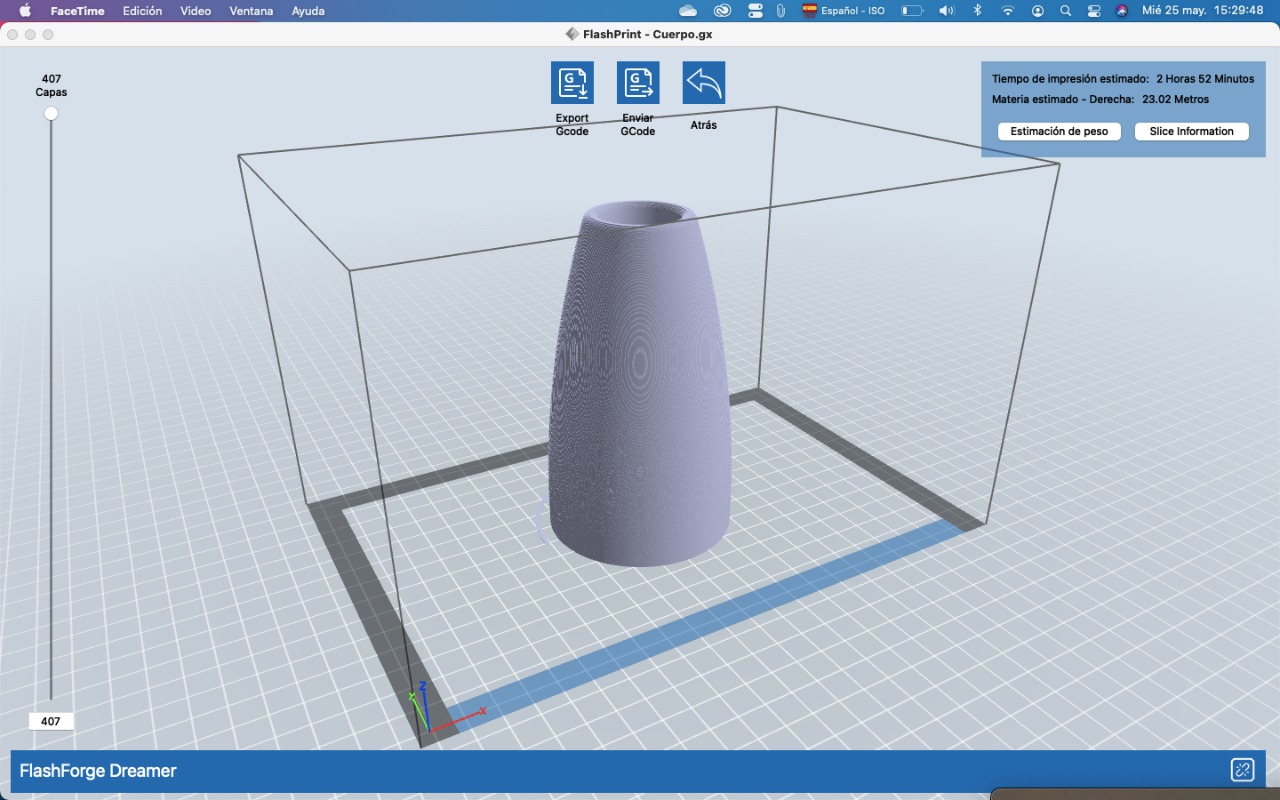 FaceTime Edición Video Ventana Ayuda Español - ISO Mié 25 may. 15:29:48
FlashPrint - Cuerpo.gx
407
Capas
G
Export
Gcode
G
Enviar
GCode
Atrás
Tiempo de impresión estimado: 2 Horas 52 Minutos
Materia estimado - Derecha: 23.02 Metros
Estimación de peso Slice Information
Z
Y
X
407
FlashForge Dreamer